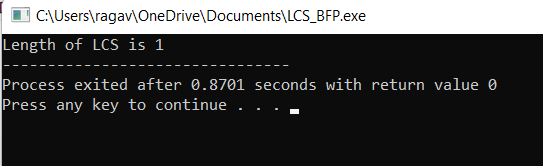 C:\Users\ragav\OneDrive\Documents\LCS_BFP.exe
Length of LCS is 1
--------------------------------
Process exited after 0.8701 seconds with return value 0
Press any key to continue . . .